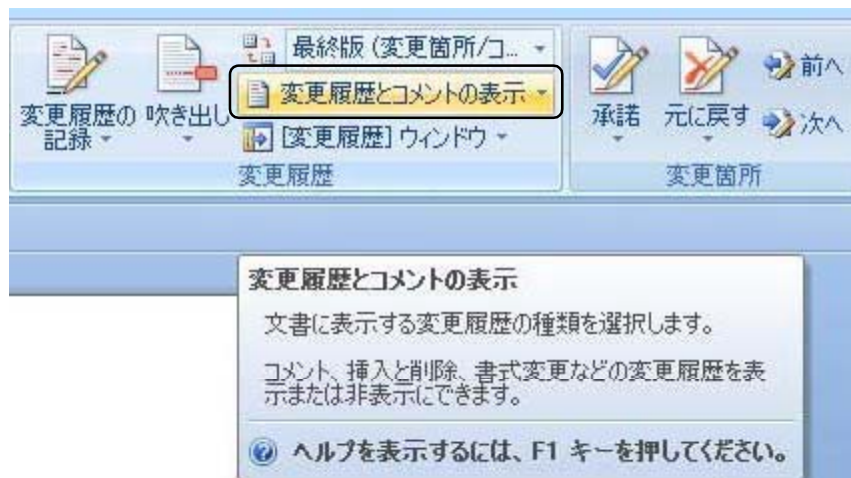 最終版 (変更箇所/コ...
変更履歴とコメントの表示
[変更履歴] ウィンドウ
変更履歴の
記録
吹き出し
変更履歴
承諾
元に戻す
前へ
次へ
変更箇所
変更履歴とコメントの表示
文書に表示する変更履歴の種類を選択します。
コメント、挿入と削除、書式変更などの変更履歴を表
示または非表示にできます。
ヘルプを表示するには、F1 キーを押してください。